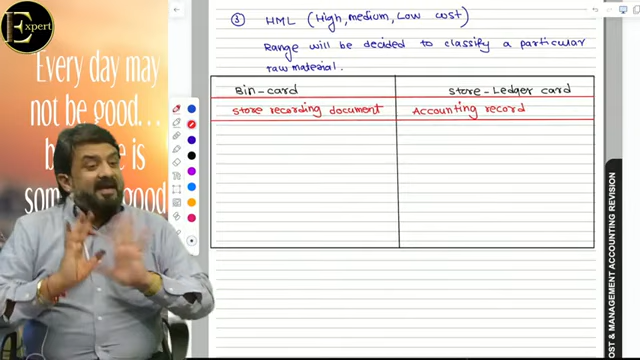 Expert
Every day may
not be good...
③ HML (High, medium, Low cost)
Range will be decided to classify a particular
raw material.
Bin-card
Store-Ledger card
store recording document
Accounting record
COST & MANAGEMENT ACCOUNTING REVISION